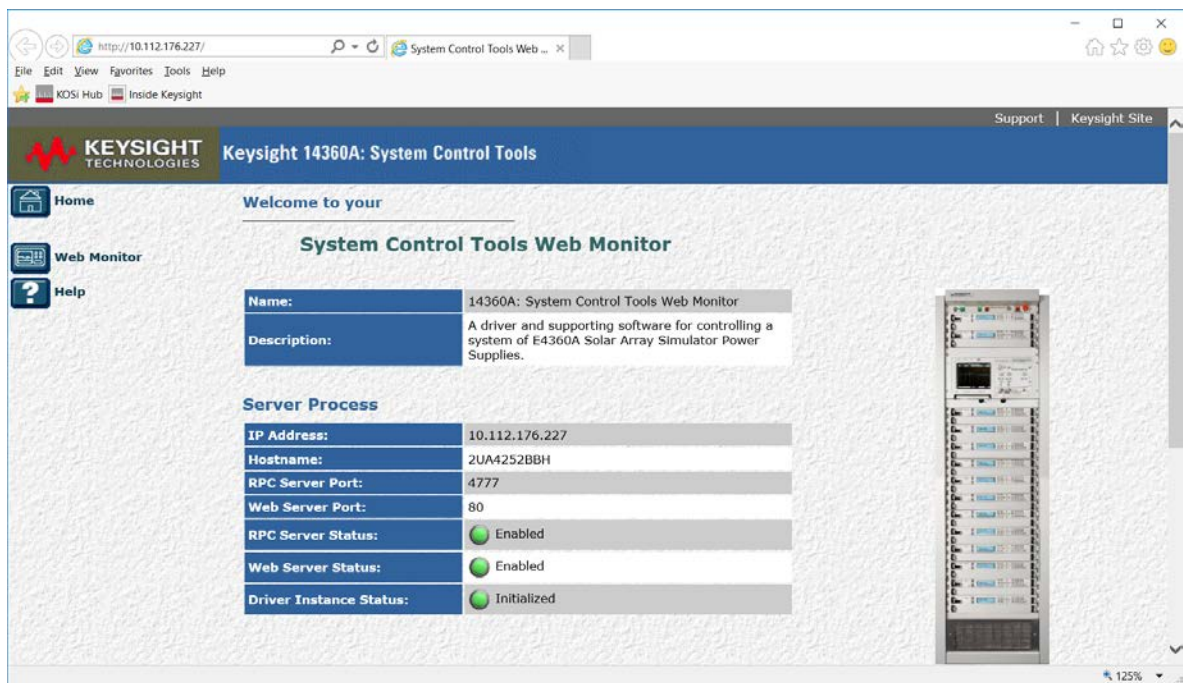 http://10.112.176.227/
System Control Tools Web ...
File Edit View Favorites Tools Help
KOSi Hub Inside Keysight
Support | Keysight Site
KEYSIGHT
TECHNOLOGIES
Keysight 14360A: System Control Tools
Home
Web Monitor
Help
Welcome to your
System Control Tools Web Monitor
Name: 14360A: System Control Tools Web Monitor
Description: A driver and supporting software for controlling a
system of E4360A Solar Array Simulator Power
Supplies.
Server Process
IP Address: 10.112.176.227
Hostname: 2UA4252BBH
RPC Server Port: 4777
Web Server Port: 80
RPC Server Status: Enabled
Web Server Status: Enabled
Driver Instance Status: Initialized
125%